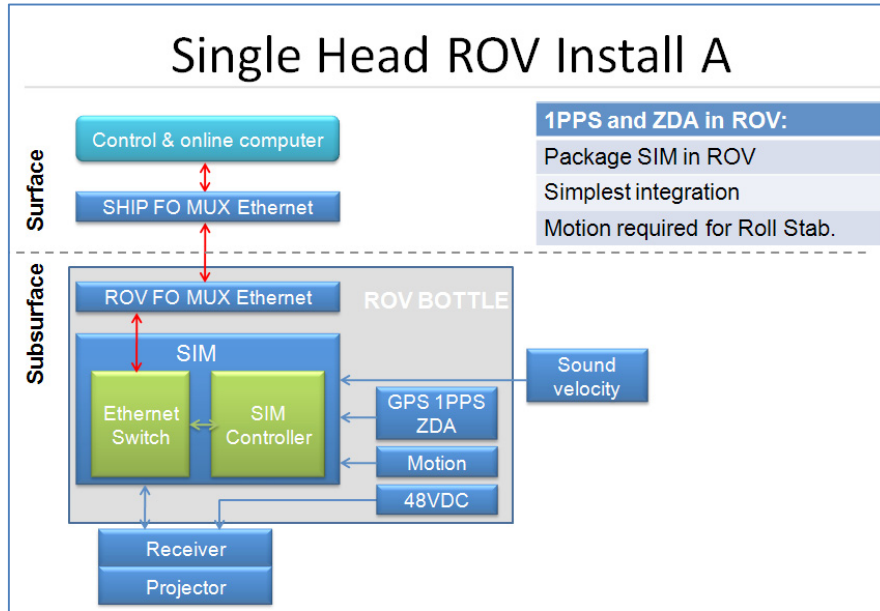 Single Head ROV Install A
Surface
Control & online computer
SHIP FO MUX Ethernet
1PPS and ZDA in ROV:
Package SIM in ROV
Simplest integration
Motion required for Roll Stab.
Subsurface
ROV FO MUX Ethernet
ROV BOTTLE
SIM
Ethernet
Switch
SIM
Controller
Sound
velocity
GPS 1PPS
ZDA
Motion
48VDC
Receiver
Projector